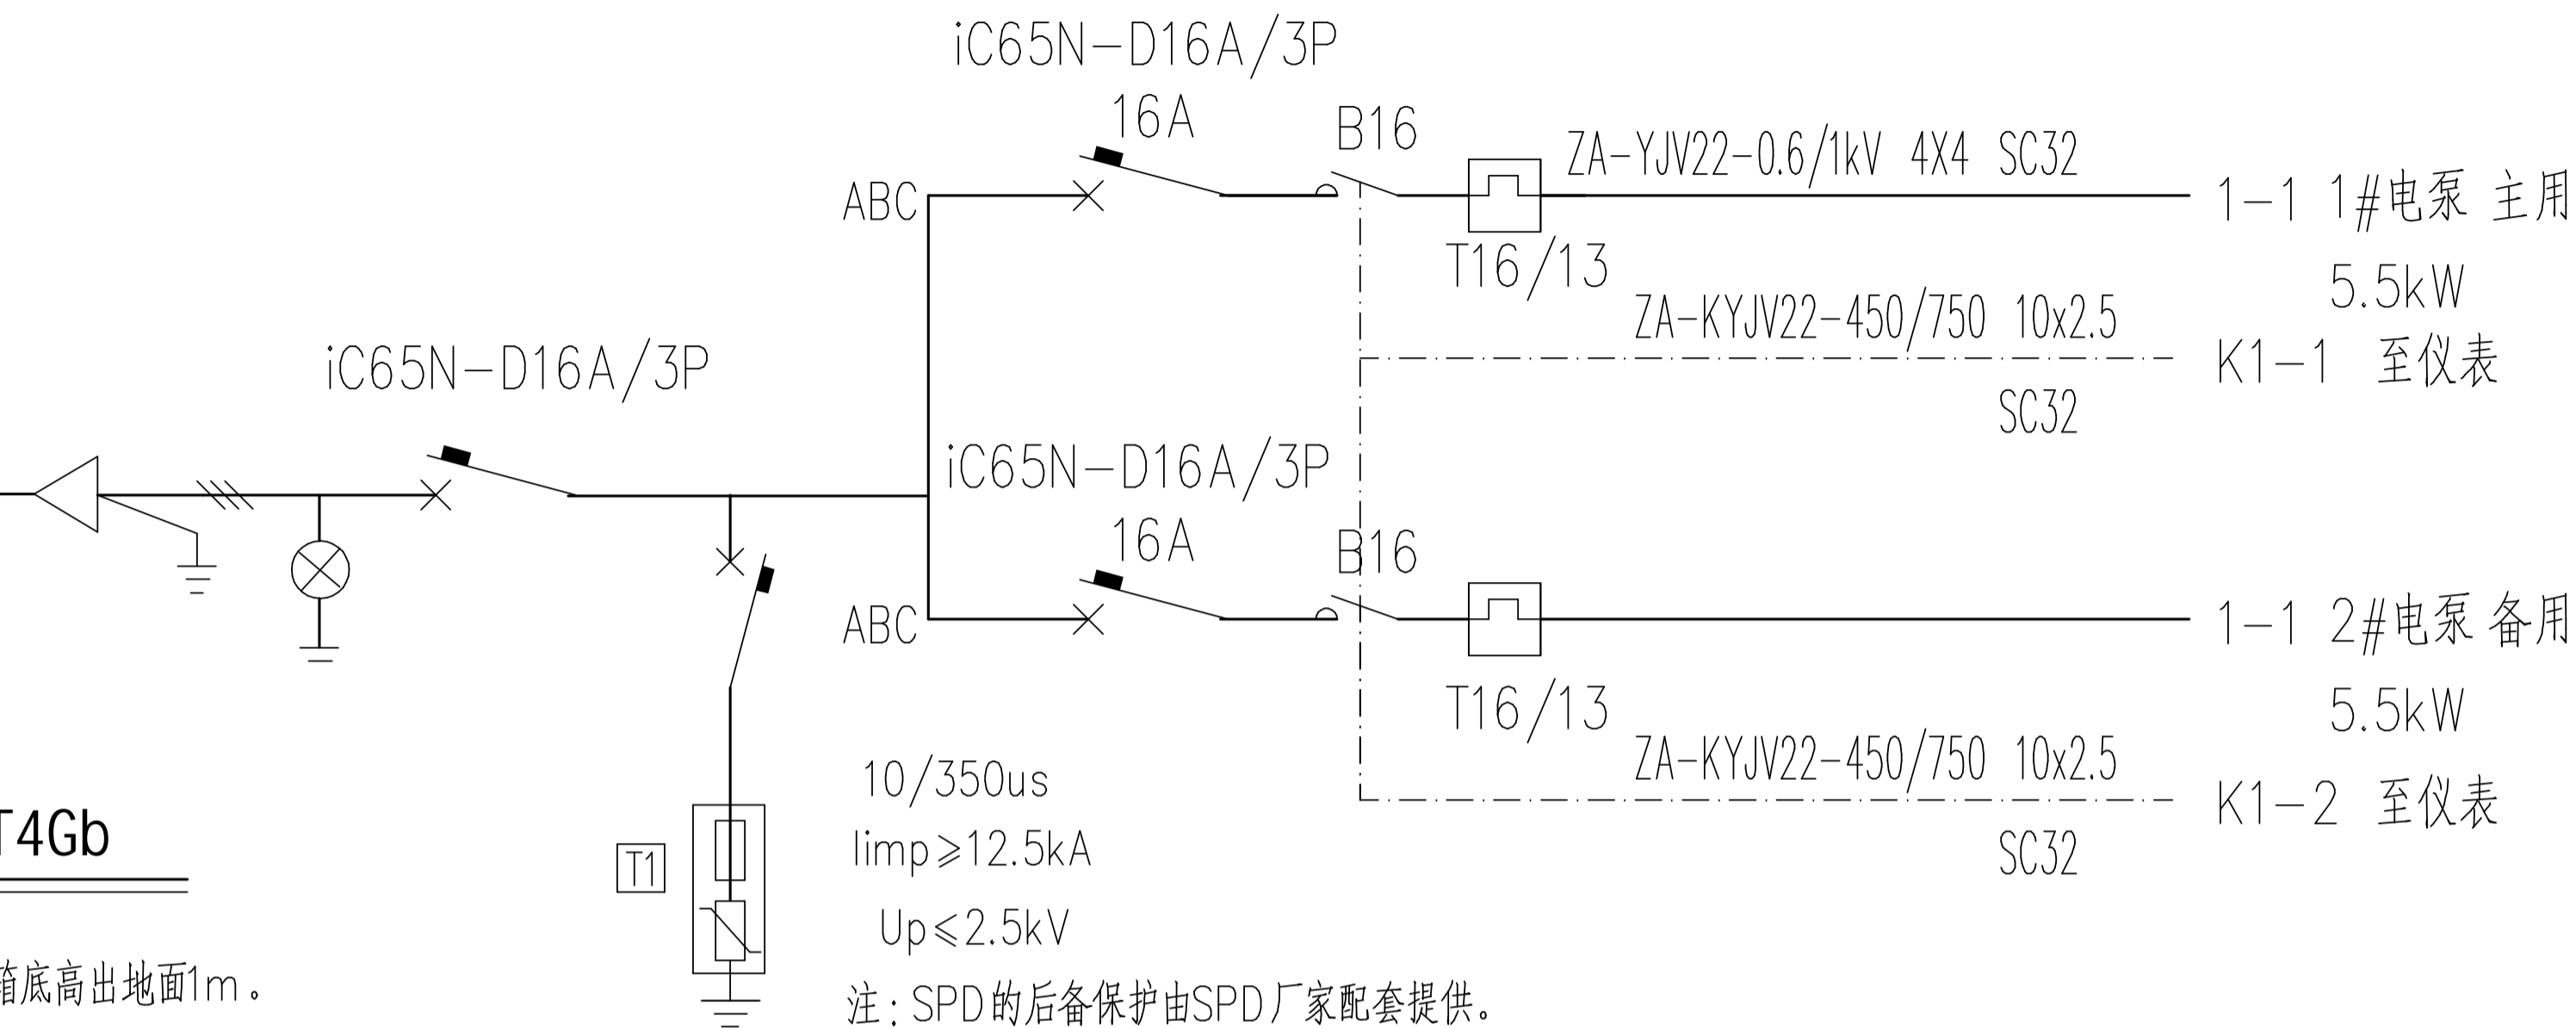 iC65N-D16A/3P
16A
B16
ABC
ZA-YJV22-0.6/1kV 4X4 SC32
1-1 1#电泵 主用
T16/13
5.5kW
ZA-KYJV22-450/750 10x2.5
K1-1 至仪表
SC32
iC65N-D16A/3P
iC65N-D16A/3P
16A
B16
ABC
1-1 2#电泵 备用
T16/13
5.5kW
ZA-KYJV22-450/750 10x2.5
K1-2 至仪表
SC32
10/350us
Iimp≥12.5kA
Up≤2.5kV
T1
T4Gb
箱底高出地面1m。
注：SPD的后备保护由SPD厂家配套提供。